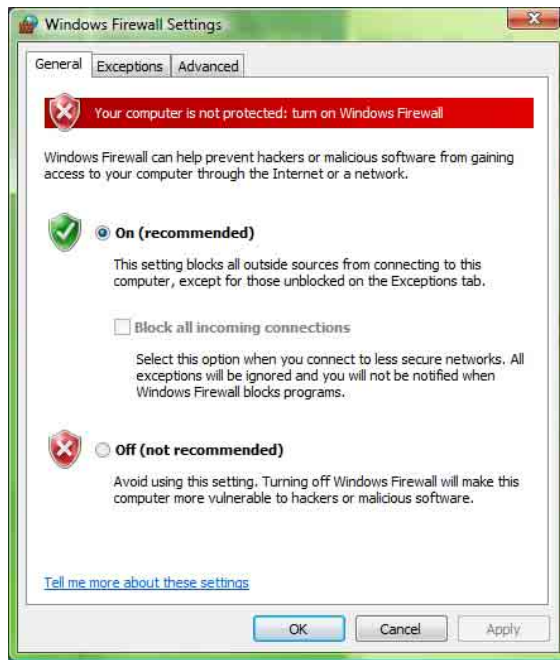 Windows Firewall Settings
General
Exceptions
Advanced
Your computer is not protected: turn on Windows Firewall
Windows Firewall can help prevent hackers or malicious software from gaining
access to your computer through the Internet or a network.
On (recommended)
This setting blocks all outside sources from connecting to this
computer, except for those unblocked on the Exceptions tab.
Block all incoming connections
Select this option when you connect to less secure networks. All
exceptions will be ignored and you will not be notified when
Windows Firewall blocks programs.
Off (not recommended)
Avoid using this setting. Turning off Windows Firewall will make this
computer more vulnerable to hackers or malicious software.
Tell me more about these settings
OK
Cancel
Apply